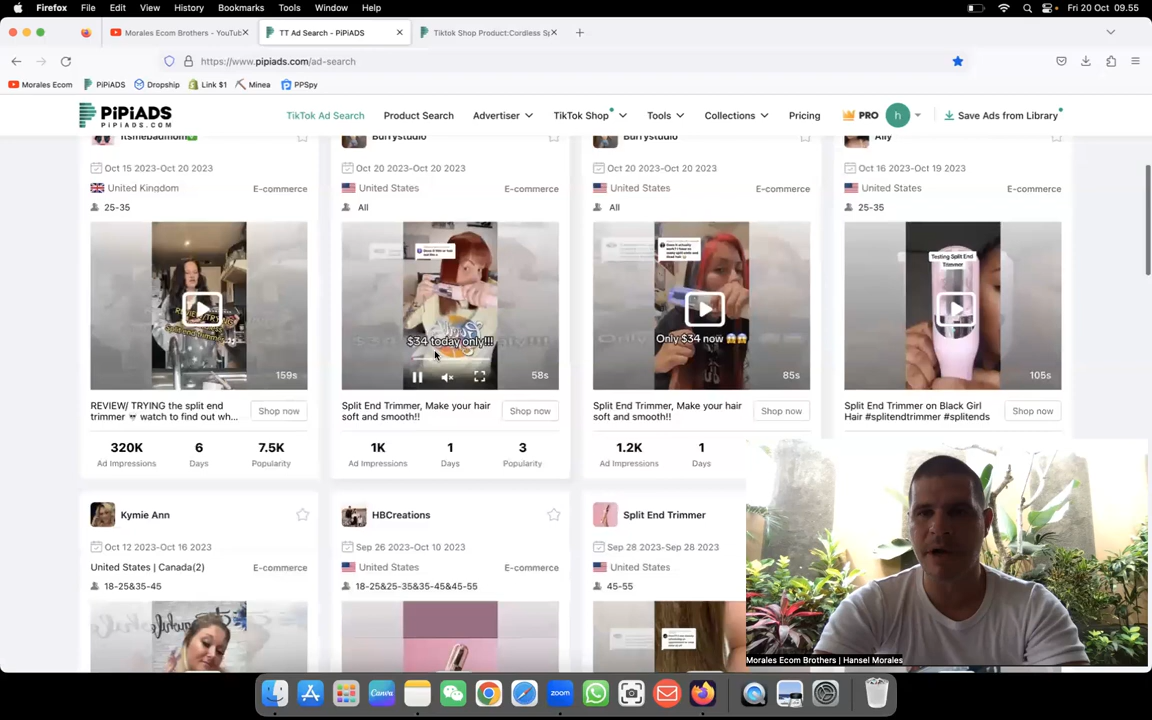 Firefox File Edit View History Bookmarks Tools Window Help Fri 20 Oct 09.55
Morales Ecom Brothers - YouTub TT Ad Search - PiPiADS Tiktok Shop Product:Cordless Sp
https://www.pipiads.com/ad-search
Morales Ecom PiPiADS Dropship Link $1 Minea PPSpy
PiPiADS
PIPIADS.COM
TikTok Ad Search Product Search Advertiser TikTok Shop Tools Collections Pricing PRO h Save Ads from Library
itsmebadmom Burrystudio Burrystudio Ally
Oct 15 2023-Oct 20 2023 Oct 20 2023-Oct 20 2023 Oct 20 2023-Oct 20 2023 Oct 16 2023-Oct 19 2023
United Kingdom E-commerce United States E-commerce United States E-commerce United States E-commerce
25-35 All All 25-35
Testing Split End
Trimmer
REVIEW/TRYING
split end
trimmer
$34 today only!!! Only $34 now
159s 58s 85s 105s
REVIEW/ TRYING the split end
trimmer watch to find out wh...
Shop now
Split End Trimmer, Make your hair
soft and smooth!!
Shop now
Split End Trimmer, Make your hair
soft and smooth!!
Shop now
Split End Trimmer on Black Girl
Hair #splitendtrimmer #splitends
Shop now
320K 6 7.5K 1K 1 3 1.2K 1
Ad Impressions Days Popularity Ad Impressions Days Popularity Ad Impressions Days
Kymie Ann HBCreations Split End Trimmer
Oct 12 2023-Oct 16 2023 Sep 26 2023-Oct 10 2023 Sep 28 2023-Sep 28 2023
United States | Canada(2) E-commerce United States E-commerce United States
18-25&35-45 18-25&25-35&35-45&45-55 45-55
Morales Ecom Brothers | Hansel Morales
Canva zoom